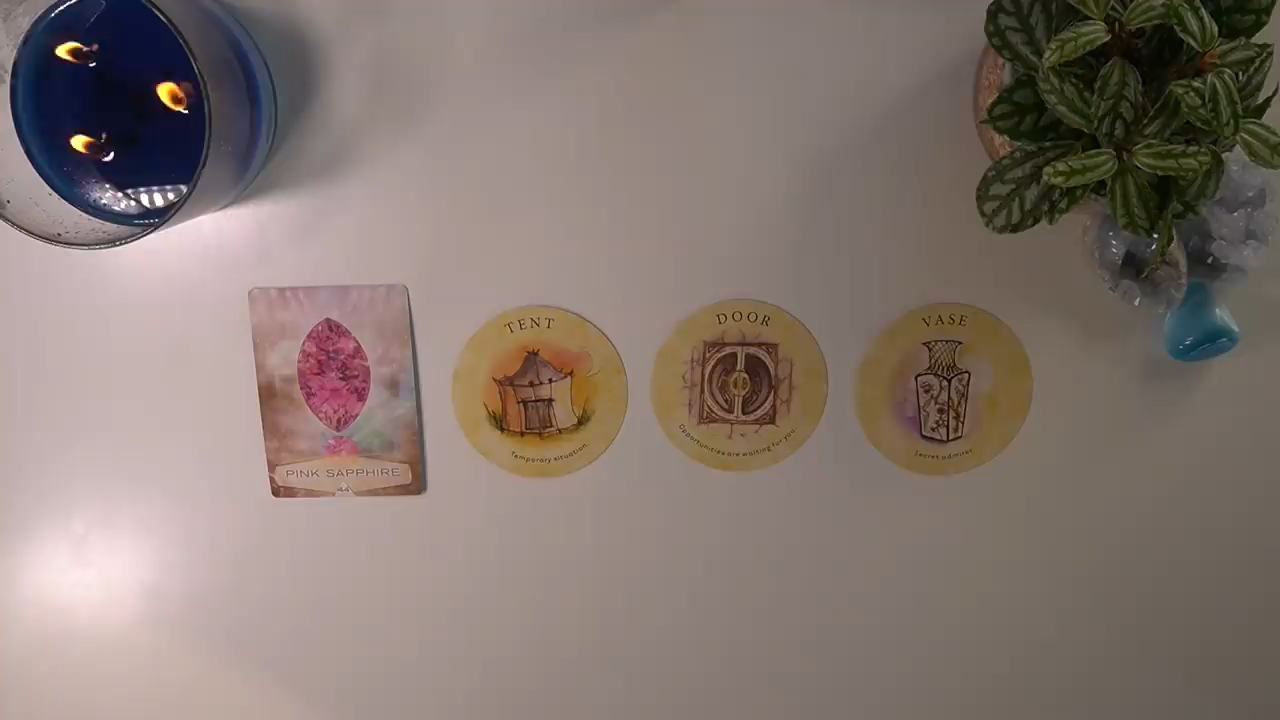 PINK SAPPHIRE
44
TENT
Temporary situation.
DOOR
Opportunities are waiting for you.
VASE
Secret admirer